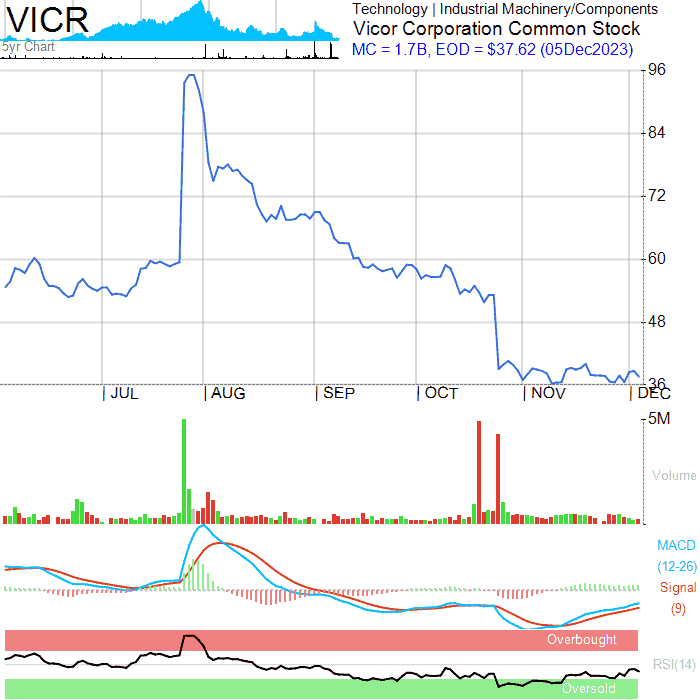 VICR
5yr Chart
Technology | Industrial Machinery/Components
Vicor Corporation Common Stock
MC = 1.7B, EOD = $37.62 (05Dec2023)
96
84
72
60
48
36
JUL
AUG
SEP
OCT
NOV
DEC
5M
Volume
MACD
(12-26)
Signal
(9)
Overbought
RSI(14)
Oversold